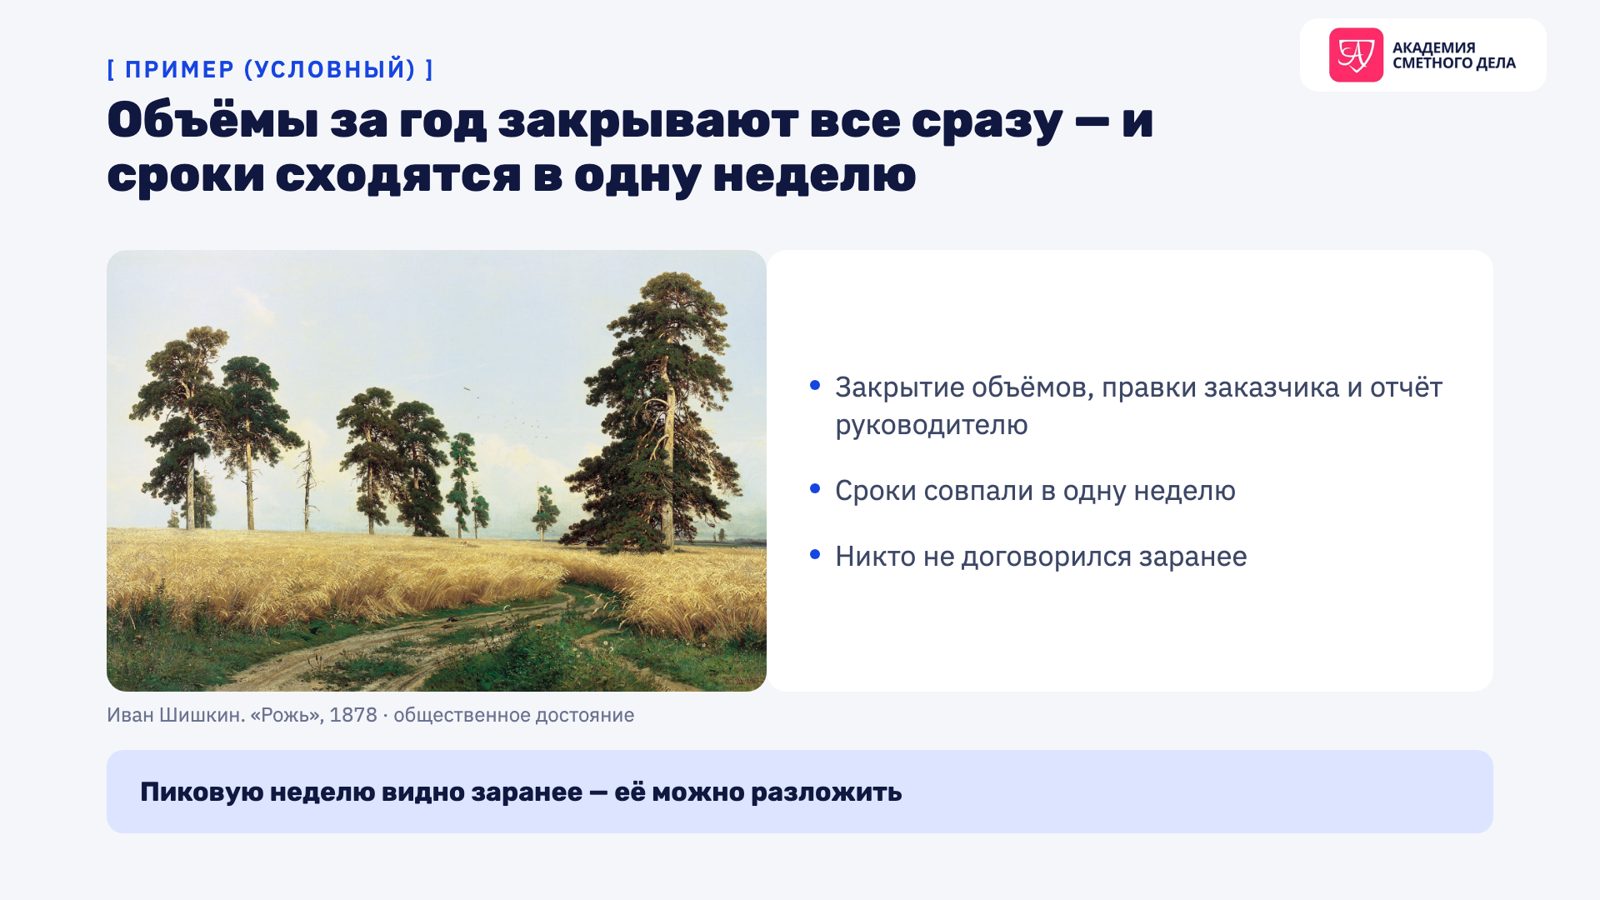 [ ПРИМЕР (УСЛОВНЫЙ) ]
АКАДЕМИЯ
СМЕТНОГО ДЕЛА
Объёмы за год закрывают все сразу — и
сроки сходятся в одну неделю
Закрытие объёмов, правки заказчика и отчёт
руководителю
Сроки совпали в одну неделю
Никто не договорился заранее
Иван Шишкин. «Рожь», 1878 · общественное достояние
Пиковую неделю видно заранее — её можно разложить